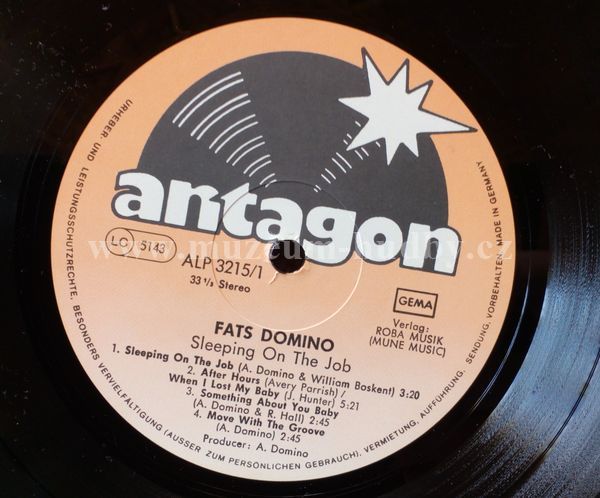 antagon
LC 5143
ALP 3215/1
33⅓ Stereo
GEMA
Verlag:
ROBA MUSIK
(MUNE MUSIC)
FATS DOMINO
Sleeping On The Job
1. Sleeping On The Job (A. Domino & William Boskent) 3:20
2. After Hours (Avery Parrish) /
When I Lost My Baby (J. Hunter) 5:21
3. Something About You Baby
(A. Domino & R. Hall) 2:45
4. Move With The Groove
(A. Domino) 2:45
Producer: A. Domino
URHEBER- UND LEISTUNGSSCHUTZRECHTE, BESONDERS VERVIELFÄLTIGUNG (AUSSER ZUM PERSÖNLICHEN GEBRAUCH), VERMIETUNG, AUFFÜHRUNG, SENDUNG, VORBEHALTEN. MADE IN GERMANY
www.muzeum-hudby.cz